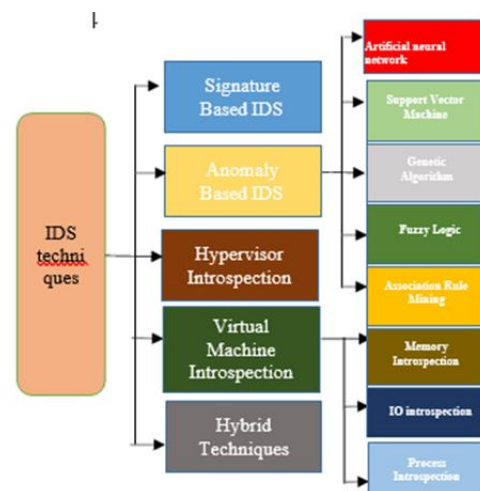 IDS
techni
ques
Signature
Based IDS
Anomaly
Based IDS
Hypervisor
Introspection
Virtual
Machine
Introspection
Hybrid
Techniques
Artificial neural
network
Support Vector
Machine
Genetic
Algorithm
Fuzzy Logic
Association Rule
Mining
Memory
Introspection
IO introspection
Process
Introspection